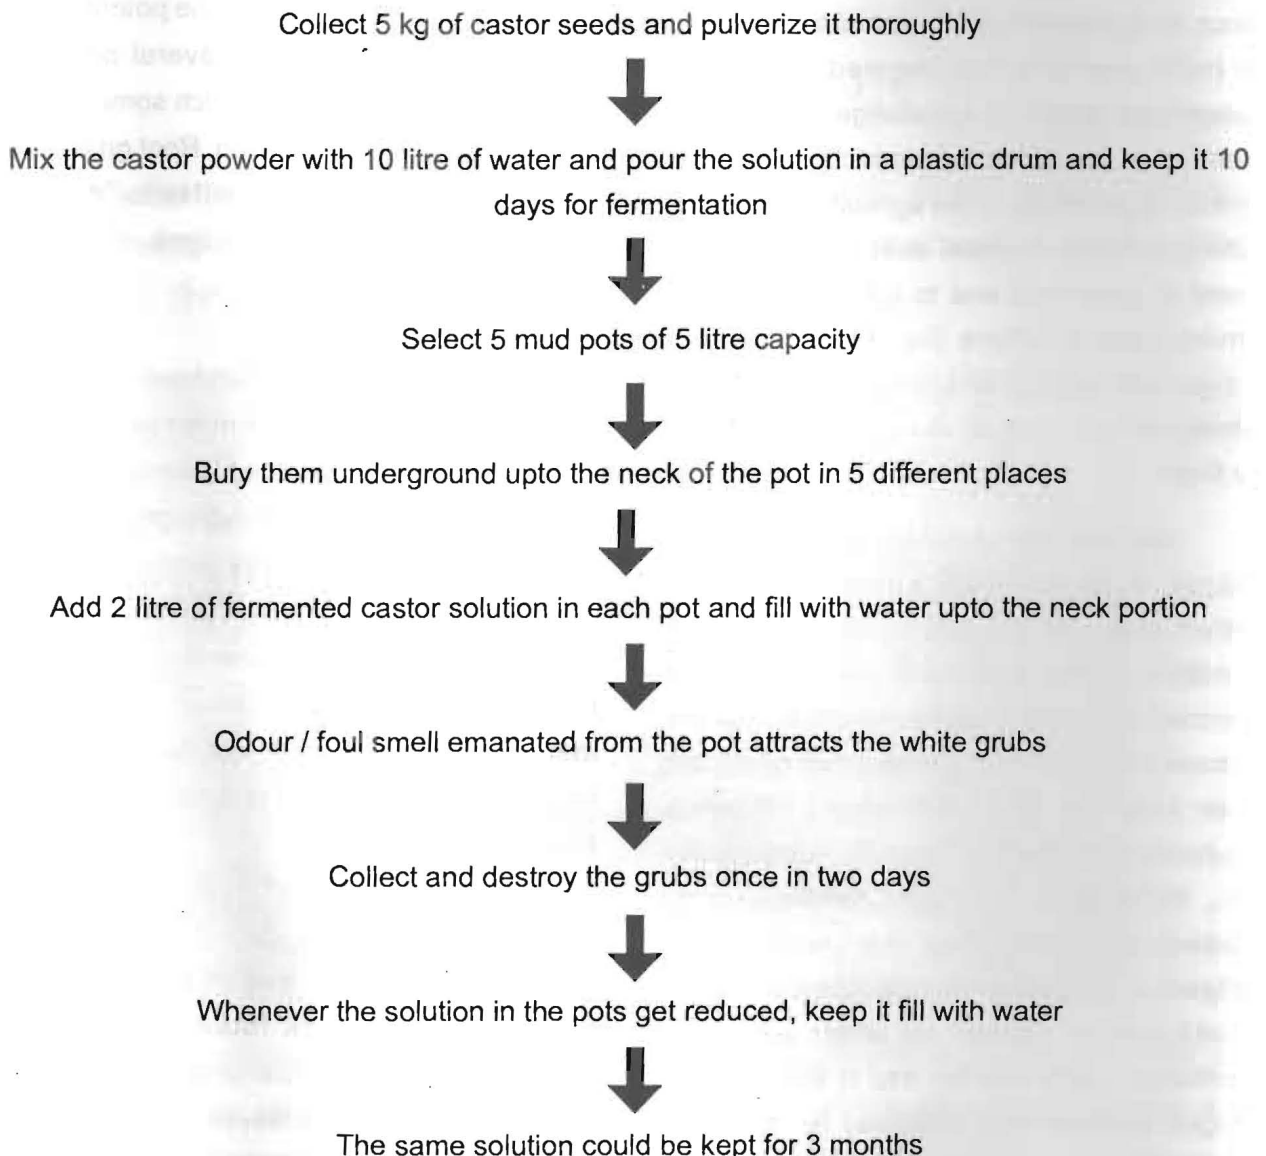 Collect 5 kg of castor seeds and pulverize it thoroughly
Mix the castor powder with 10 litre of water and pour the solution in a plastic drum and keep it 10
days for fermentation
Select 5 mud pots of 5 litre capacity
Bury them underground upto the neck of the pot in 5 different places
Add 2 litre of fermented castor solution in each pot and fill with water upto the neck portion
Odour / foul smell emanated from the pot attracts the white grubs
Collect and destroy the grubs once in two days
Whenever the solution in the pots get reduced, keep it fill with water
The same solution could be kept for 3 months